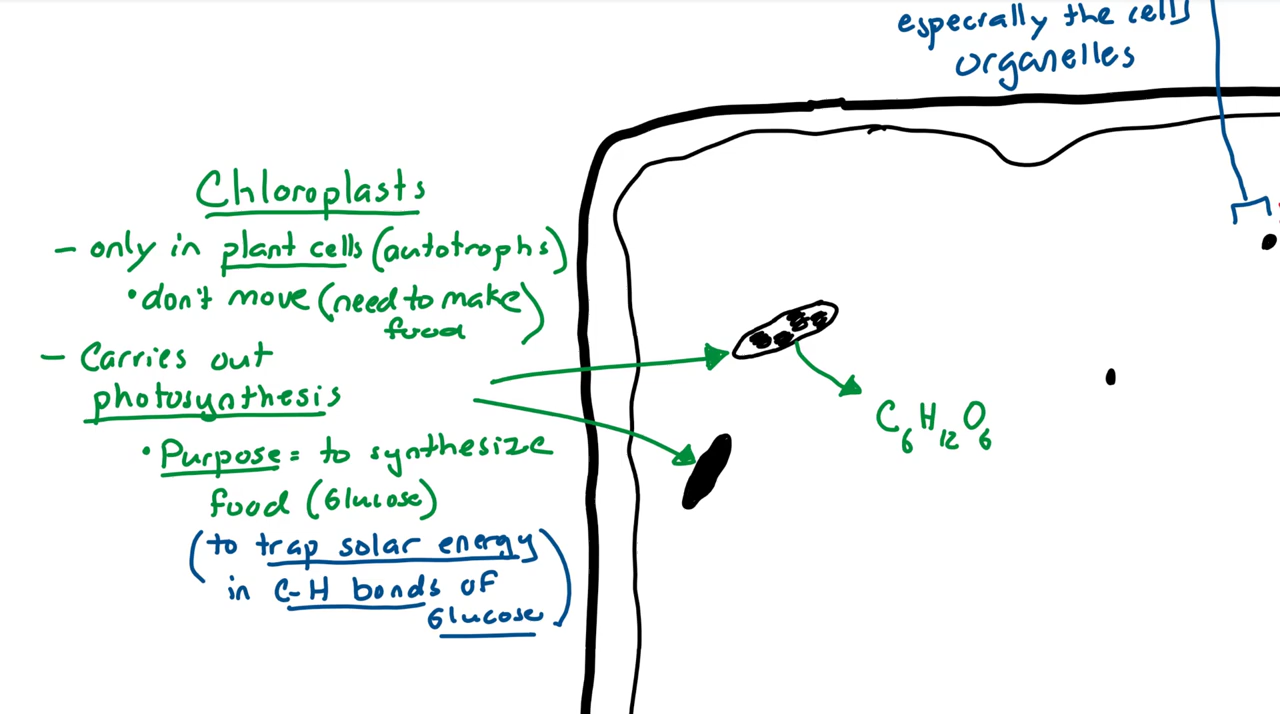 especially the cells
organelles
Chloroplasts
- only in plant cells (autotrophs)
• don't move (need to make
food)
- Carries out
photosynthesis
• Purpose = to synthesize
food (Glucose)
(to trap solar energy
in C-H bonds of
Glucose)
C6H12O6